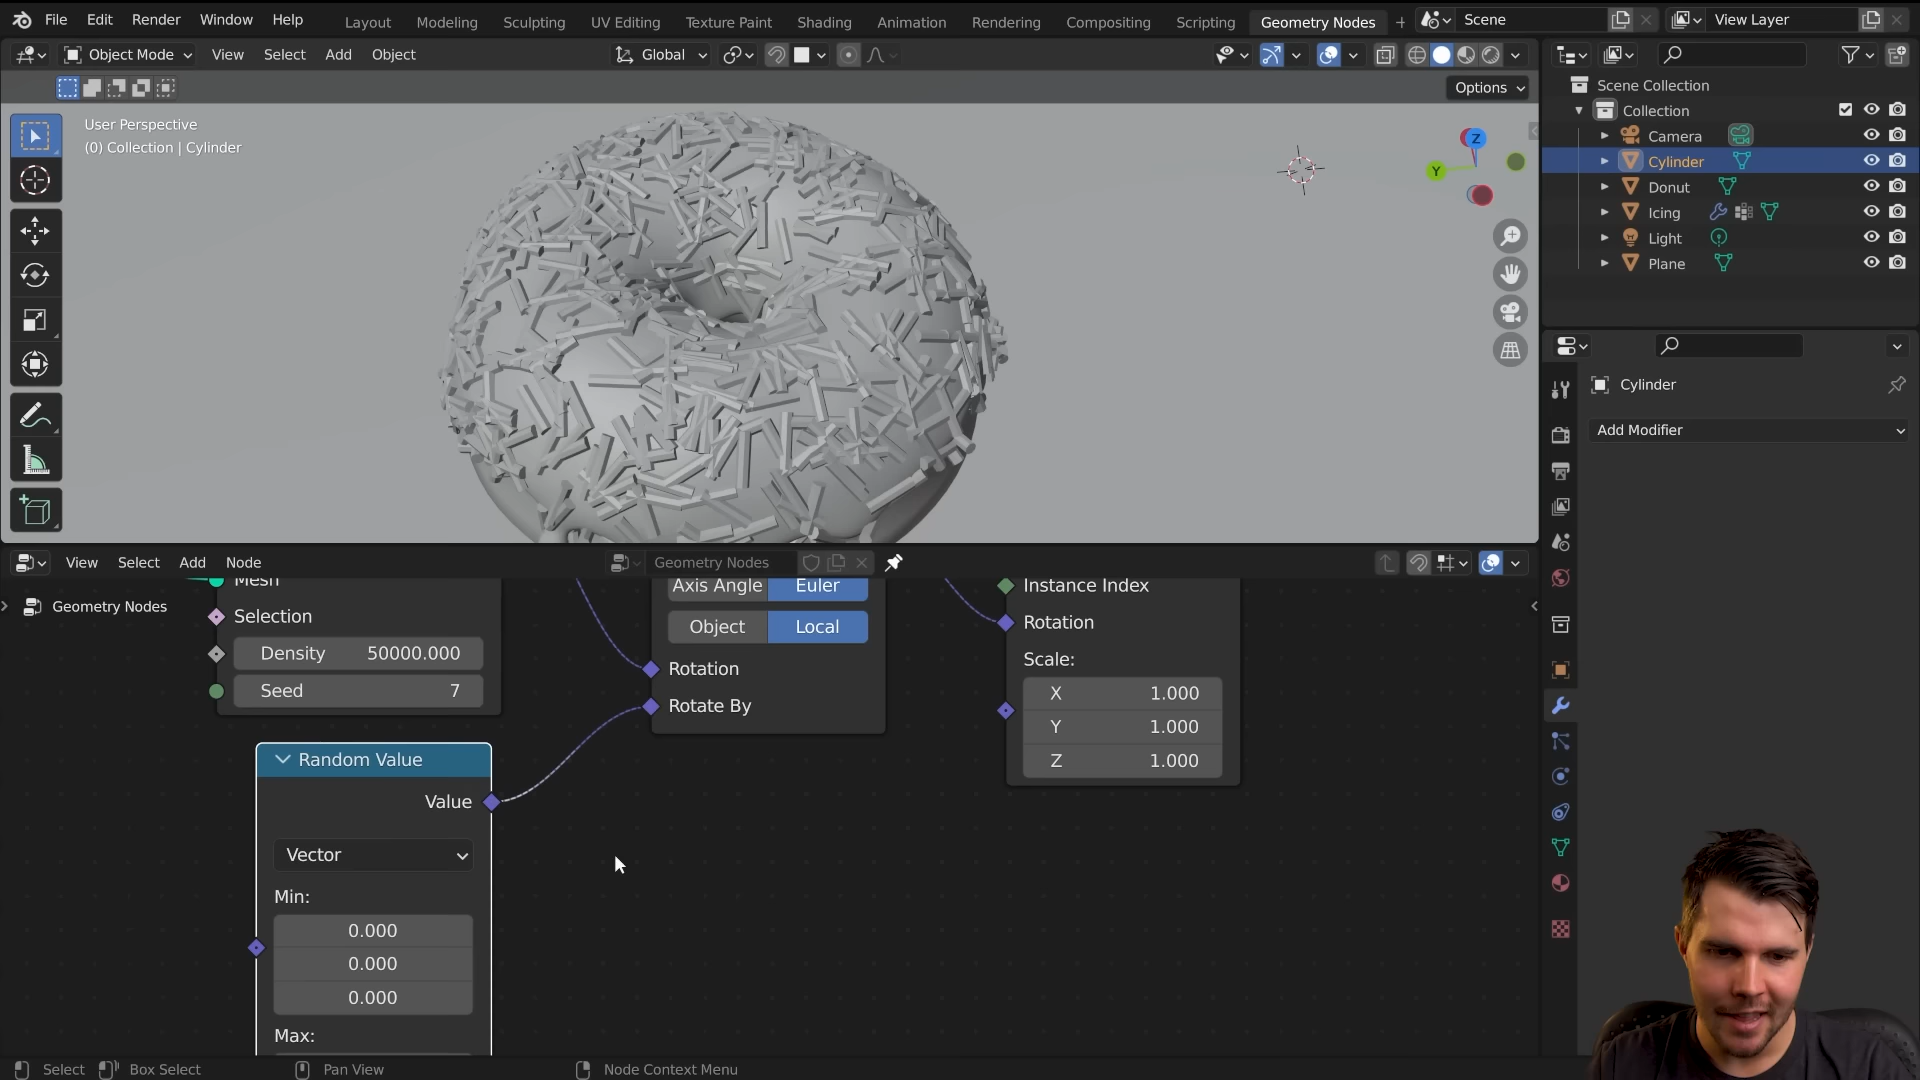 File Edit Render Window Help Layout Modeling Sculpting UV Editing Texture Paint Shading Animation Rendering Compositing Scripting Geometry Nodes + Scene View Layer
Object Mode View Select Add Object Global
Options
User Perspective
(0) Collection | Cylinder
Z
Y
Scene Collection
Collection
Camera
Cylinder
Donut
Icing
Light
Plane
Cylinder
Add Modifier
View Select Add Node Geometry Nodes
Geometry Nodes
Mesh
Selection
Density 50000.000
Seed 7
Axis Angle Euler
Object Local
Rotation
Rotate By
Instance Index
Rotation
Scale:
X 1.000
Y 1.000
Z 1.000
Random Value
Value
Vector
Min:
0.000
0.000
0.000
Max:
Select Box Select Pan View Node Context Menu